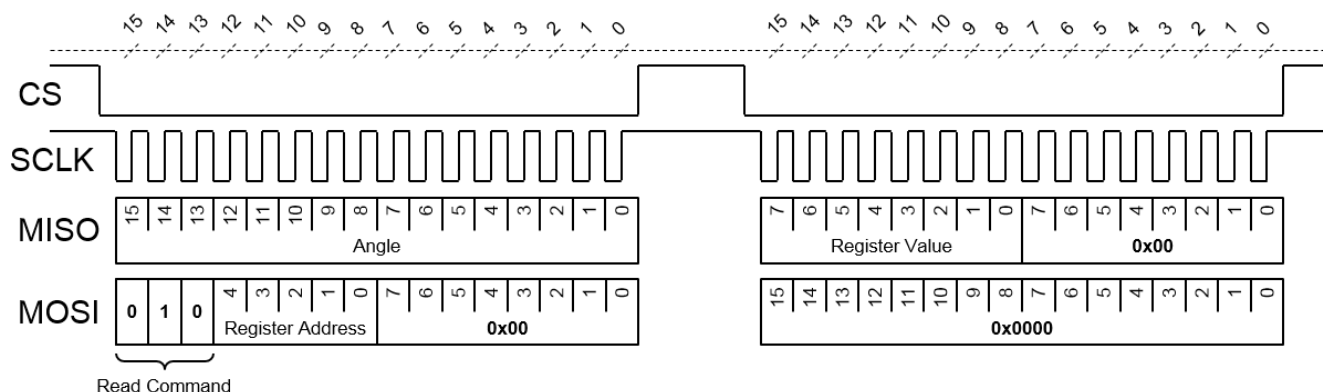 15 14 13 12 11 10 9 8 7 6 5 4 3 2 1 0 15 14 13 12 11 10 9 8 7 6 5 4 3 2 1 0
CS
SCLK
MISO 15 14 13 12 11 10 9 8 7 6 5 4 3 2 1 0 7 6 5 4 3 2 1 0 7 6 5 4 3 2 1 0
Angle Register Value 0x00
MOSI 0 1 0 4 3 2 1 0 7 6 5 4 3 2 1 0 15 14 13 12 11 10 9 8 7 6 5 4 3 2 1 0
Register Address 0x00 0x0000
Read Command